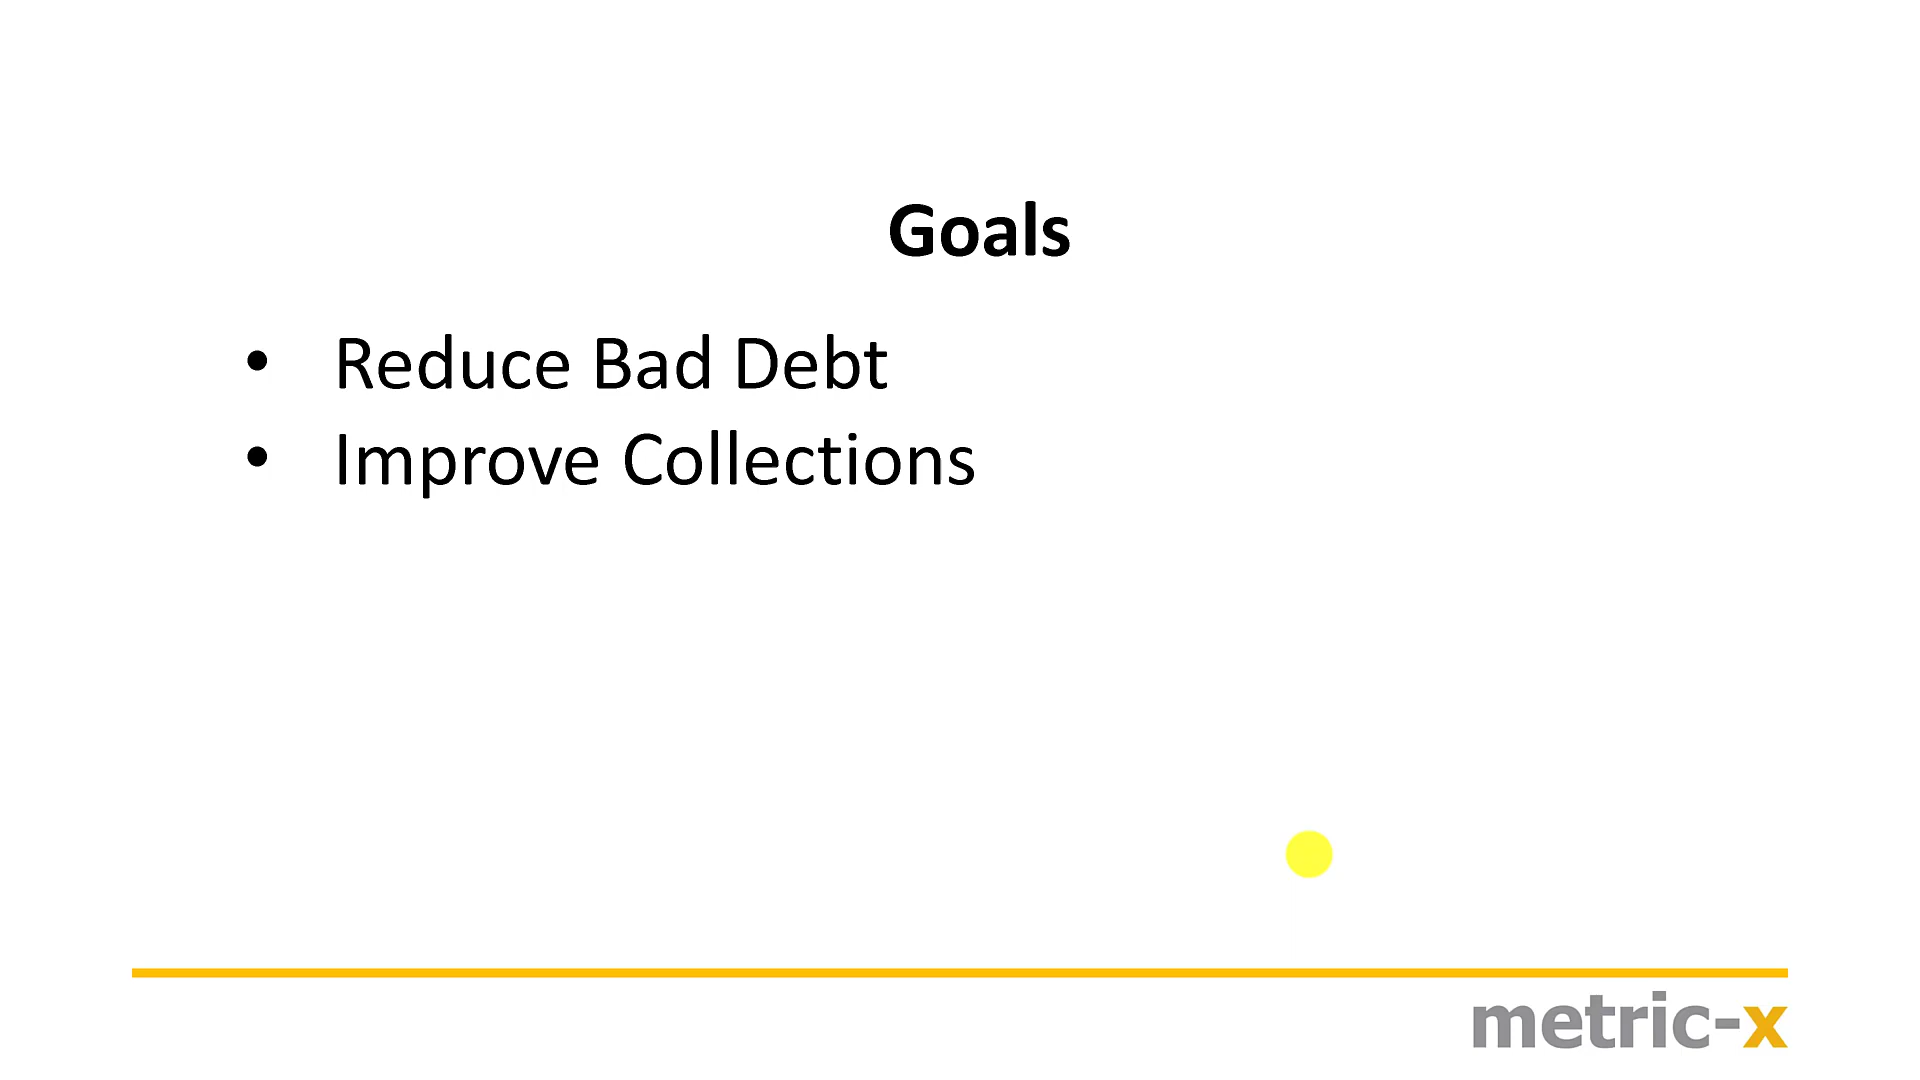 Goals
• Reduce Bad Debt
• Improve Collections
metric-x